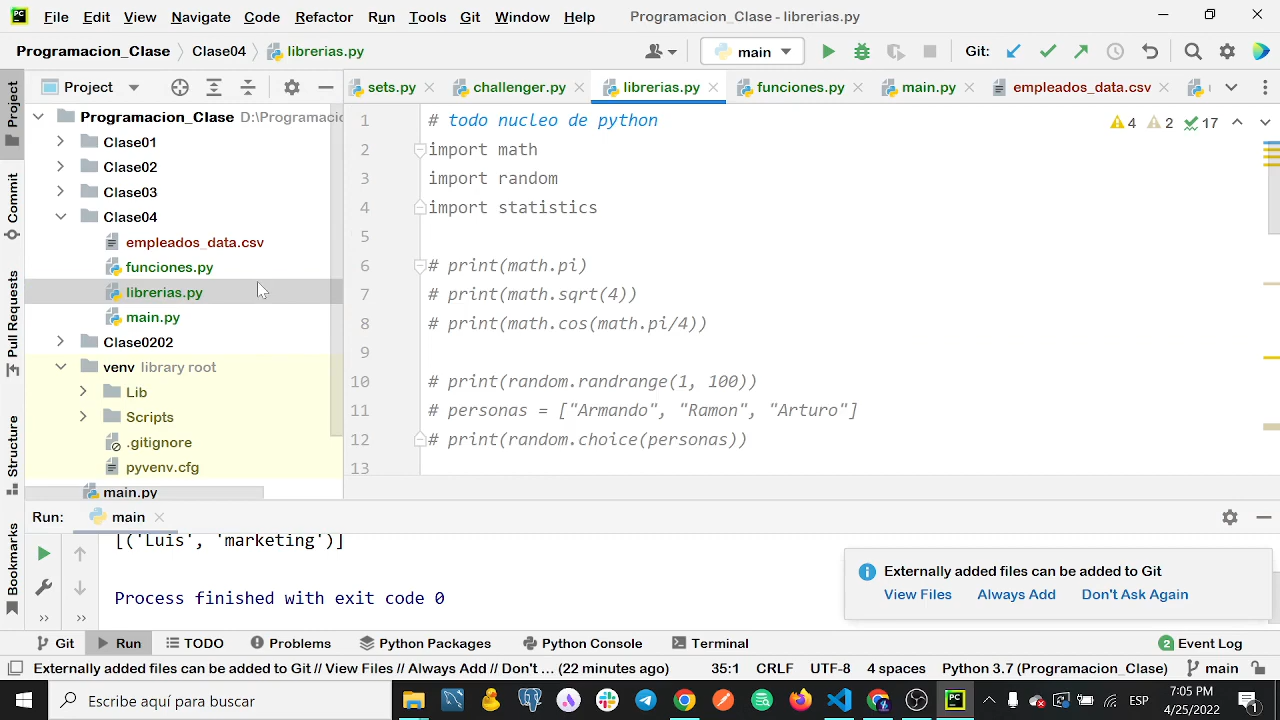 File Edit View Navigate Code Refactor Run Tools Git Window Help Programacion_Clase - librerias.py
Programacion_Clase Clase04 librerias.py main Git:
Project sets.py challenger.py librerias.py funciones.py main.py empleados_data.csv
Programacion_Clase D:\Programacio
Clase01
Clase02
Clase03
Clase04
empleados_data.csv
funciones.py
librerias.py
main.py
Clase0202
venv library root
Lib
Scripts
.gitignore
pyvenv.cfg
main.py
Project
Commit
Pull Requests
Structure
Bookmarks
1 # todo nucleo de python
2 import math
3 import random
4 import statistics
5
6 # print(math.pi)
7 # print(math.sqrt(4))
8 # print(math.cos(math.pi/4))
9
10 # print(random.randrange(1, 100))
11 # personas = ["Armando", "Ramon", "Arturo"]
12 # print(random.choice(personas))
13
4 2 17
Run: main
[('Luis', 'marketing')]
Process finished with exit code 0
Externally added files can be added to Git
View Files Always Add Don't Ask Again
Git Run TODO Problems Python Packages Python Console Terminal 2 Event Log
Externally added files can be added to Git // View Files // Always Add // Don't... (22 minutes ago) 35:1 CRLF UTF-8 4 spaces Python 3.7 (Programacion_Clase) main
Escribe aquí para buscar
ESP
7:05 PM
4/25/2022
1